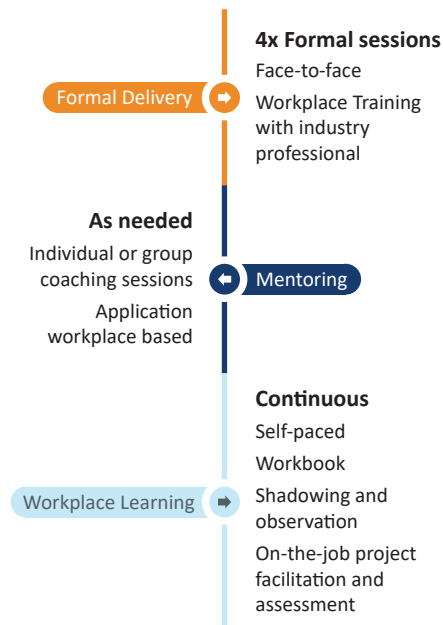 4x Formal sessions
Face-to-face
Formal Delivery
Workplace Training
with industry
professional
As needed
Individual or group
coaching sessions
Mentoring
Application
workplace based
Continuous
Self-paced
Workbook
Workplace Learning
Shadowing and
observation
On-the-job project
facilitation and
assessment